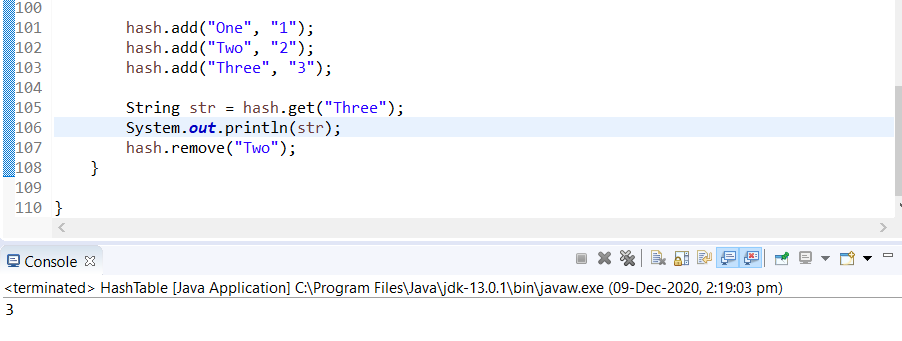 100
101 hash.add("One", "1");
102 hash.add("Two", "2");
103 hash.add("Three", "3");
104
105 String str = hash.get("Three");
106 System.out.println(str);
107 hash.remove("Two");
108 }
109
110 }
Console
<terminated> HashTable [Java Application] C:\Program Files\Java\jdk-13.0.1\bin\javaw.exe (09-Dec-2020, 2:19:03 pm)
3